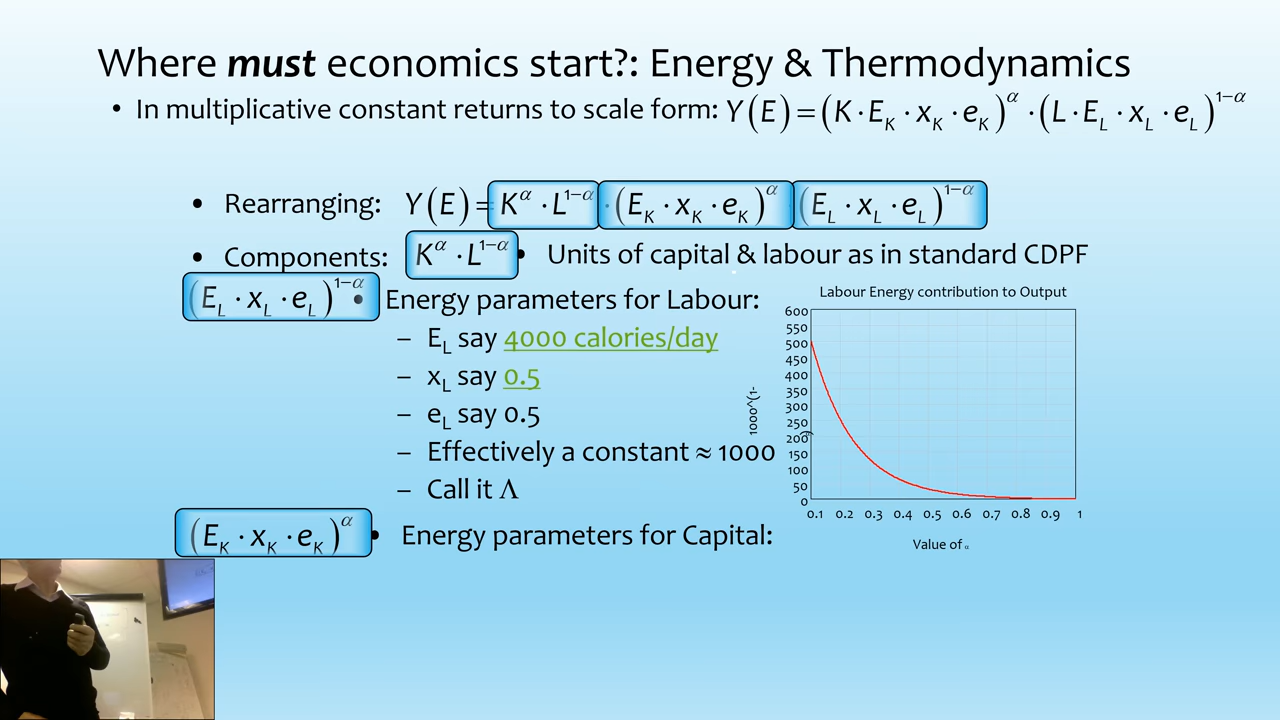 Where must economics start?: Energy & Thermodynamics
• In multiplicative constant returns to scale form: Y(E)=(K·E_K·x_K·e_K)^α·(L·E_L·x_L·e_L)^1−α
• Rearranging: Y(E)=K^α·L^1−α·(E_K·x_K·e_K)^α·(E_L·x_L·e_L)^1−α
• Components: K^α·L^1−α • Units of capital & labour as in standard CDPF
(E_L·x_L·e_L)^1−α • Energy parameters for Labour:
– E_L say 4000 calories/day
– x_L say 0.5
– e_L say 0.5
– Effectively a constant ≈ 1000
– Call it Λ
(E_K·x_K·e_K)^α • Energy parameters for Capital:
Labour Energy contribution to Output
600
550
500
450
400
350
300
250
200
150
100
50
0
1000^(1-
)
0.1 0.2 0.3 0.4 0.5 0.6 0.7 0.8 0.9 1
Value of α